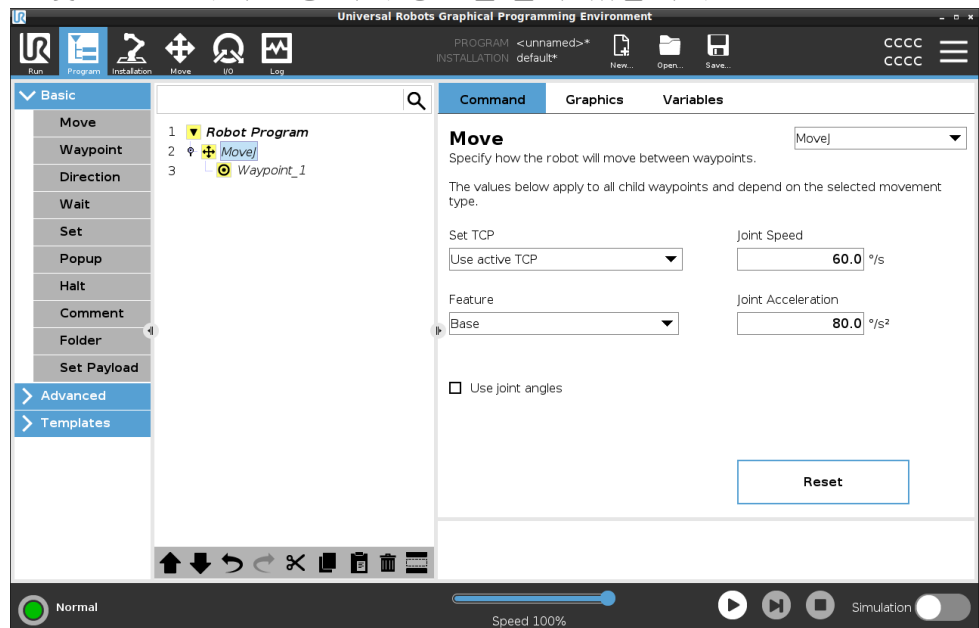 Universal Robots Graphical Programming Environment
Run
Program
Installation
Move
I/O
Log
PROGRAM <unnamed>*
INSTALLATION default*
New...
Open...
Save...
CCCC
CCCC
Basic
Move
Waypoint
Direction
Wait
Set
Popup
Halt
Comment
Folder
Set Payload
Advanced
Templates
1 Robot Program
2 MoveJ
3 Waypoint_1
Command Graphics Variables
Move
MoveJ
Specify how the robot will move between waypoints.
The values below apply to all child waypoints and depend on the selected movement
type.
Set TCP
Use active TCP
Joint Speed
60.0 °/s
Feature
Base
Joint Acceleration
80.0 °/s²
Use joint angles
Reset
Normal
Speed 100%
Simulation